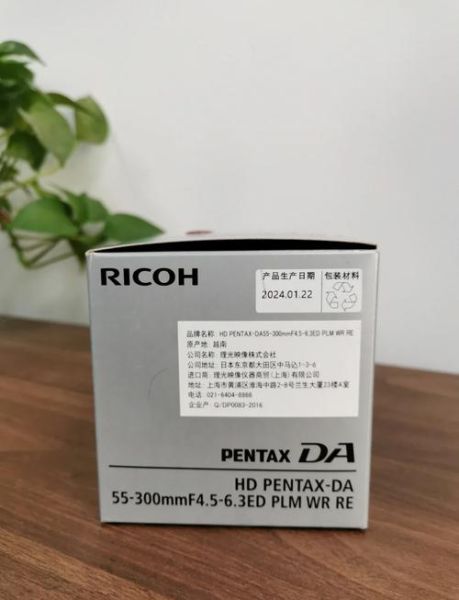 RICOH
产品生产日期
2024.01.22
包装材料
品牌名称: HD PENTAX-DA55-300mmF4.5-6.3ED PLM WR RE
原产地: 越南
公司名称: 理光映像株式会社
公司地址: 日本东京都大田区中马込1-3-6
进口商: 理光映像仪器商贸(上海)有限公司
地址: 上海市黄浦区淮海中路2-8号兰生大厦23楼A室
电话: 021-6404-8866
企业产: Q/DP0083-2016
PENTAX DA
HD PENTAX-DA
55-300mmF4.5-6.3ED PLM WR RE